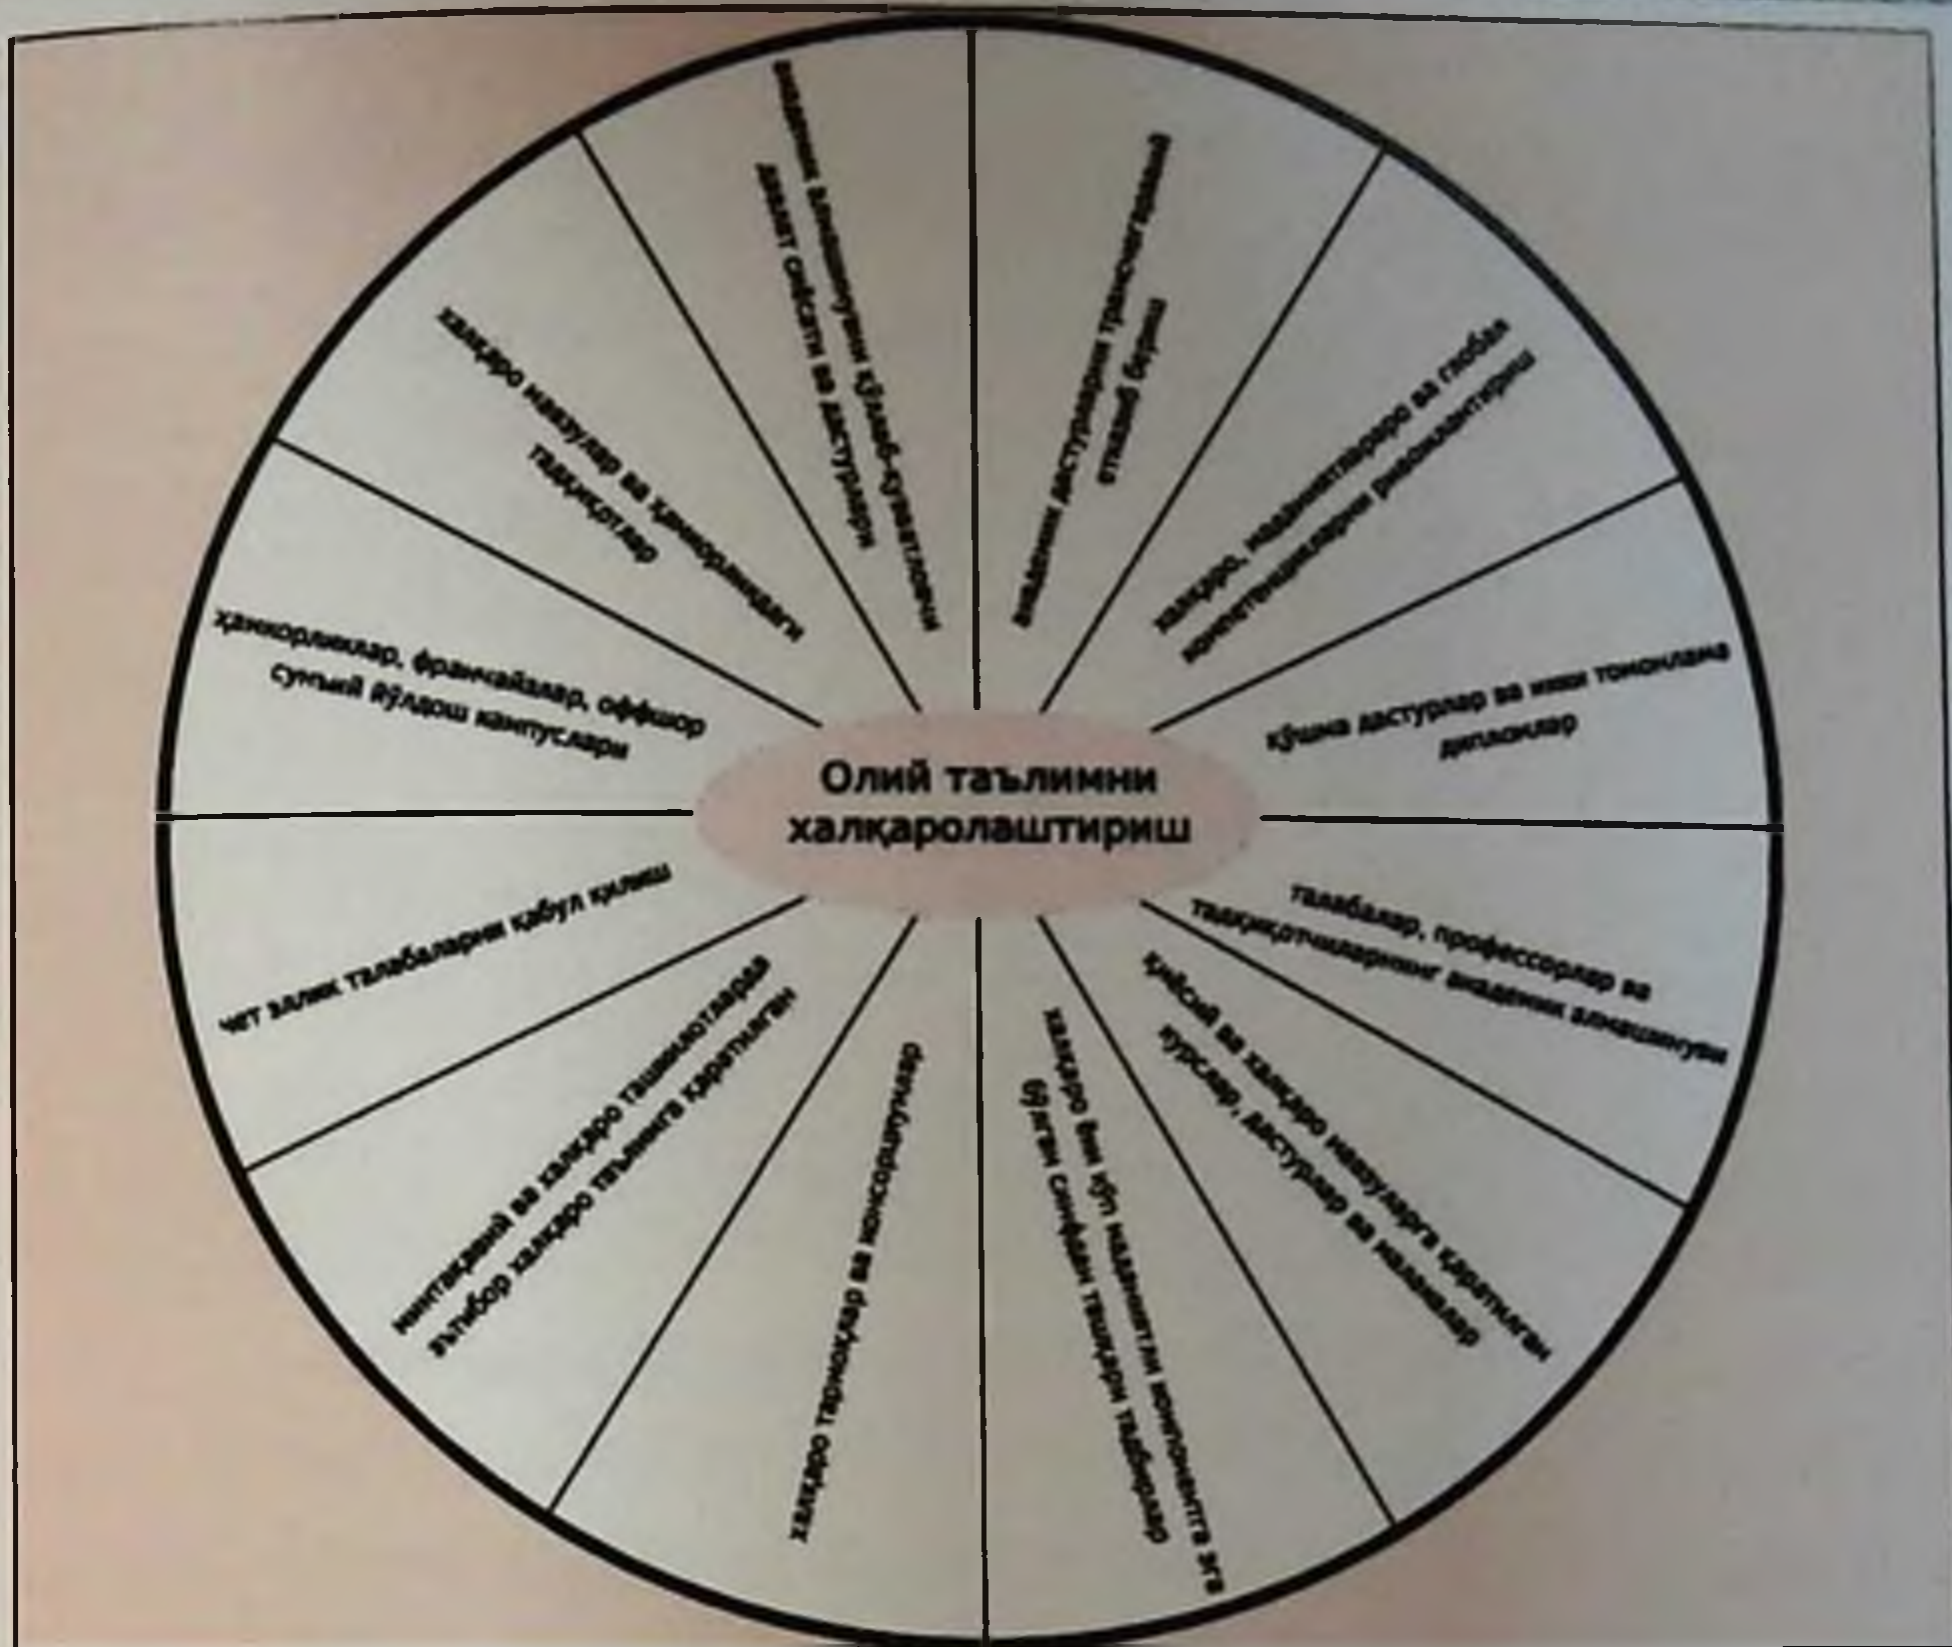 Олий таълимни
халқаролаштириш
академик дастурларни трансчегаравий
етказиб бериш
халқаро, маданиятлараро ва глобал
компетенцияларни ривожлантириш
қўшма дастурлар ва икки томонлама
дипломлар
талабалар, профессорлар ва
тадқиқотчиларнинг академик алмашинуви
қиёсий ва халқаро мавзуларга қаратилган
курслар, дастурлар ва малакалар
халқаро ёки кўп маданиятли компонентга эга
бўлган синфдан ташқари тадбирлар
халқаро тармоқлар ва консорциумлар
минтақавий ва халқаро ташкилотларда
эътибор халқаро таълимга қаратилган
чет эллик талабаларни қабул қилиш
ҳамкорликлар, франчайзалар, оффшор
сунъий йўлдош кампуслари
халқаро мавзулар ва ҳамкорликдаги
тадқиқотлар
академик алмашинувни қўллаб-қувватловчи
давлат сиёсати ва дастурлари